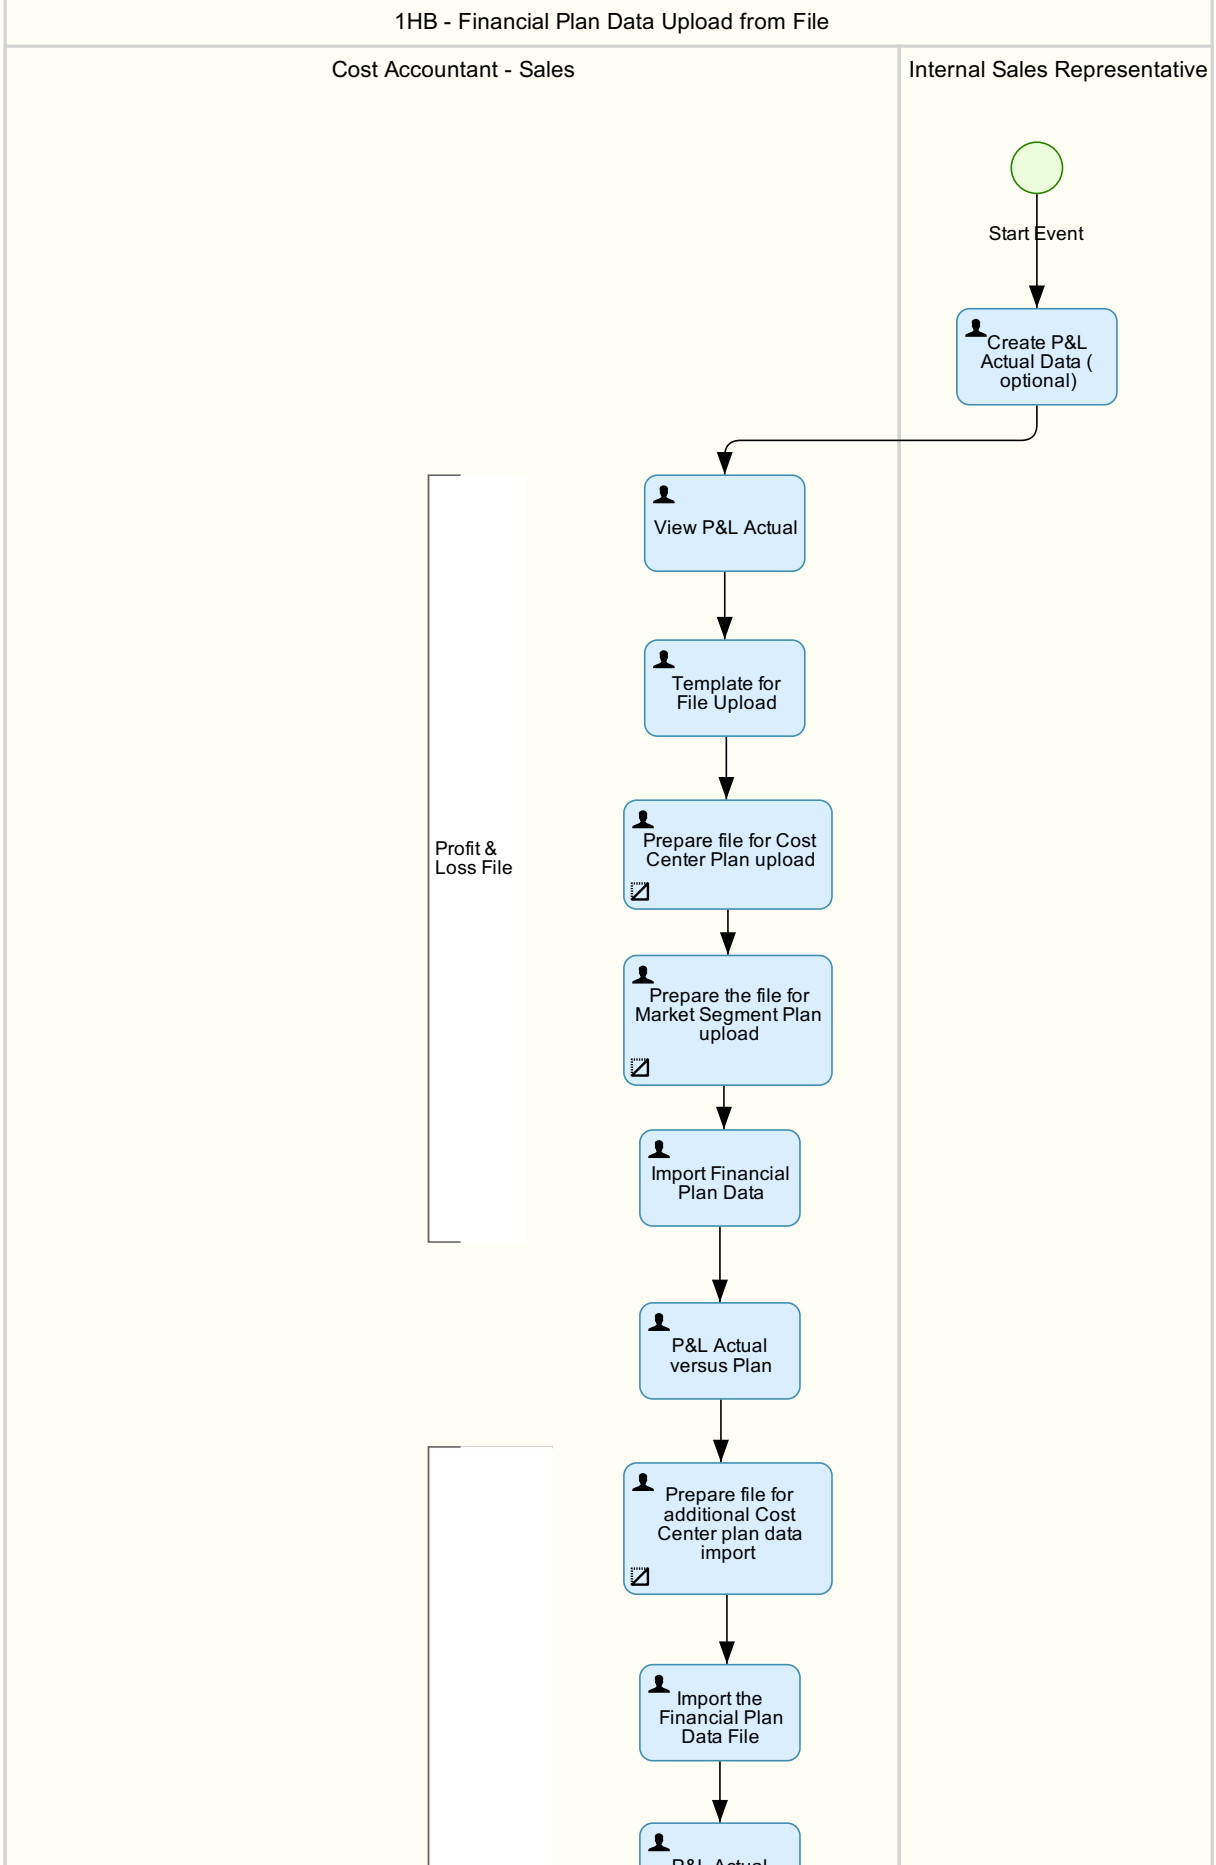 1HB - Financial Plan Data Upload from File
Cost Accountant - Sales
Internal Sales Representative
Start Event
Create P&L
Actual Data (
optional)
View P&L Actual
Template for
File Upload
Profit &
Loss File
Prepare file for Cost
Center Plan upload
Prepare the file for
Market Segment Plan
upload
Import Financial
Plan Data
P&L Actual
versus Plan
Prepare file for
additional Cost
Center plan data
import
Import the
Financial Plan
Data File
P&L Actual